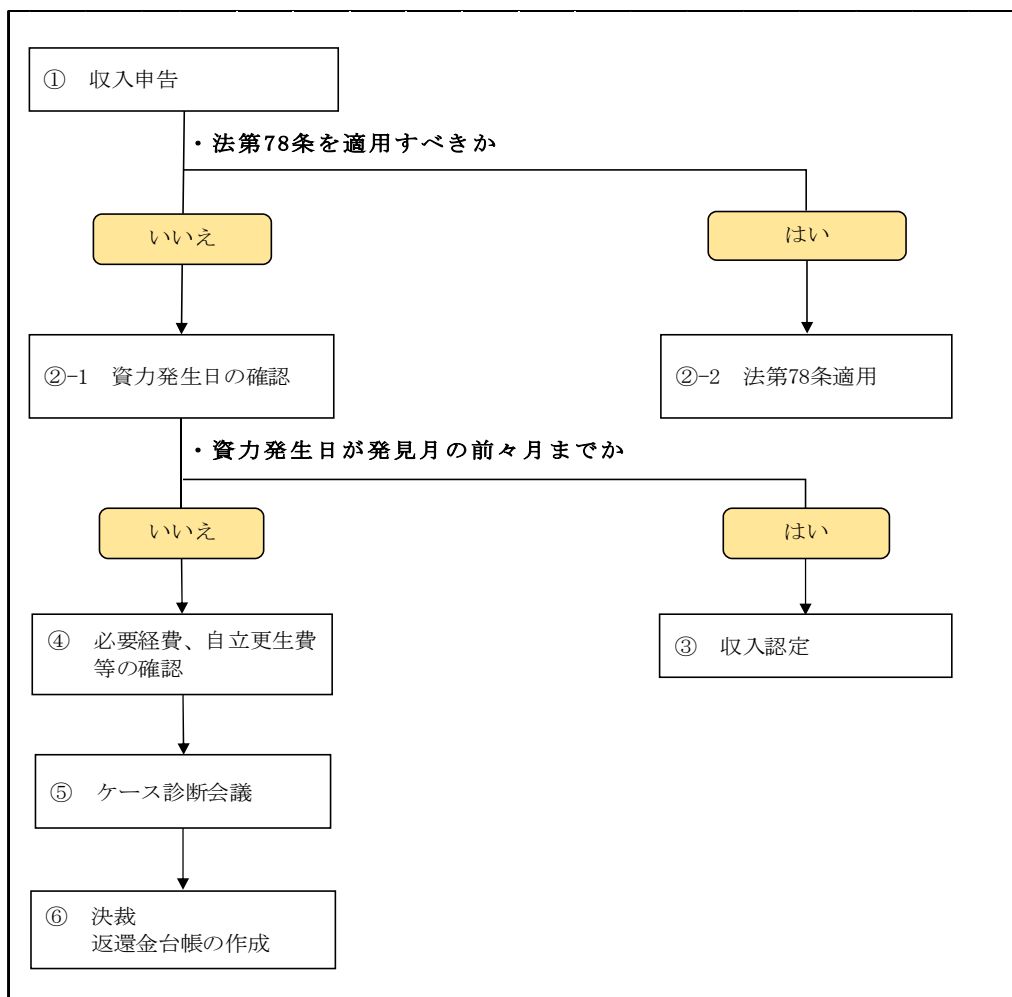 ① 収入申告
・法第78条を適用すべきか
いいえ
はい
②-1 資力発生日の確認
②-2 法第78条適用
・資力発生日が発見月の前々月までか
いいえ
はい
④ 必要経費、自立更生費
等の確認
③ 収入認定
⑤ ケース診断会議
⑥ 決裁
返還金台帳の作成